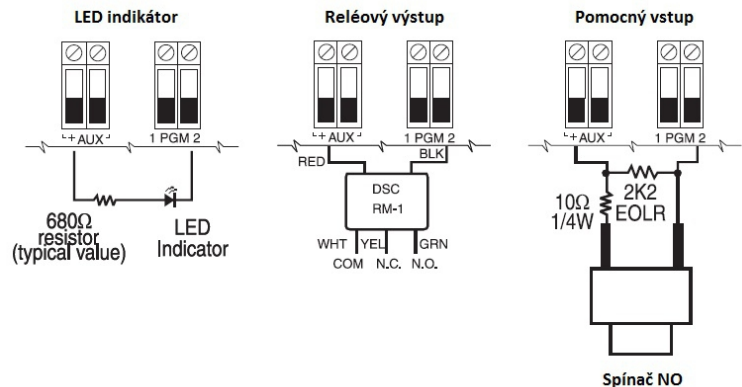 LED indikátor
+ AUX -
1 PGM 2
680Ω
resistor
(typical value)
LED
Indicator
Reléový výstup
+ AUX -
1 PGM 2
RED
BLK
DSC
RM-1
WHT YEL GRN
COM N.C. N.O.
Pomocný vstup
+ AUX -
1 PGM 2
10Ω
1/4W
2K2
EOLR
Spínač NO